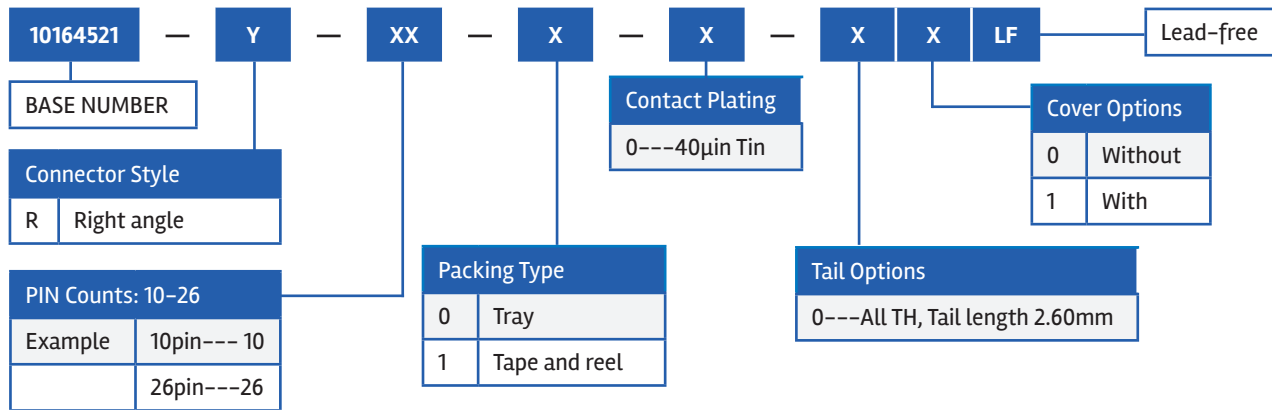 10164521 — Y — XX — X — X — X X LF Lead-free
BASE NUMBER
Connector Style
R Right angle
PIN Counts: 10-26
Example 10pin--- 10
26pin---26
Packing Type
0 Tray
1 Tape and reel
Contact Plating
0---40μin Tin
Tail Options
0---All TH, Tail length 2.60mm
Cover Options
0 Without
1 With